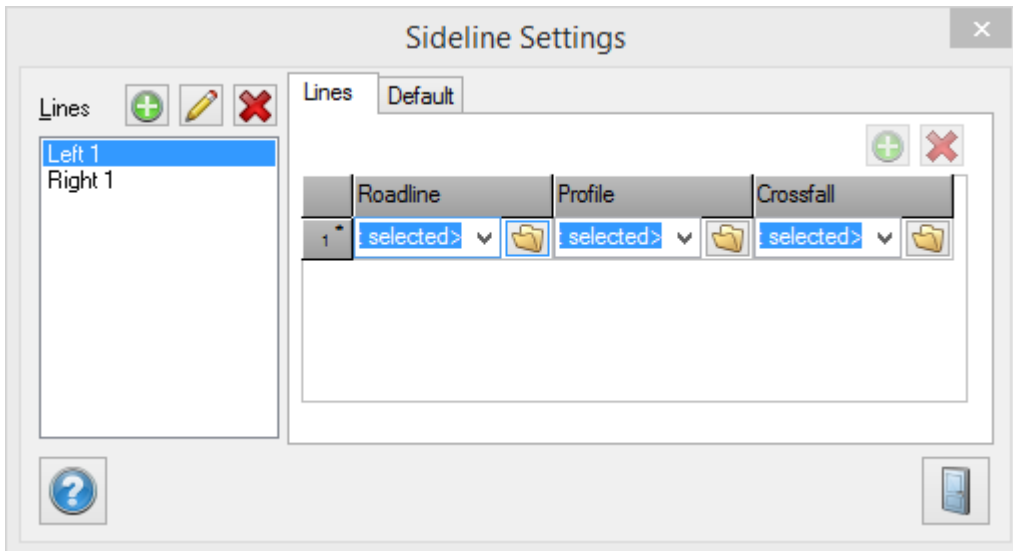 Sideline Settings
Lines
Left 1
Right 1
Lines Default
Roadline Profile Crossfall
1* : selected> : selected> : selected>